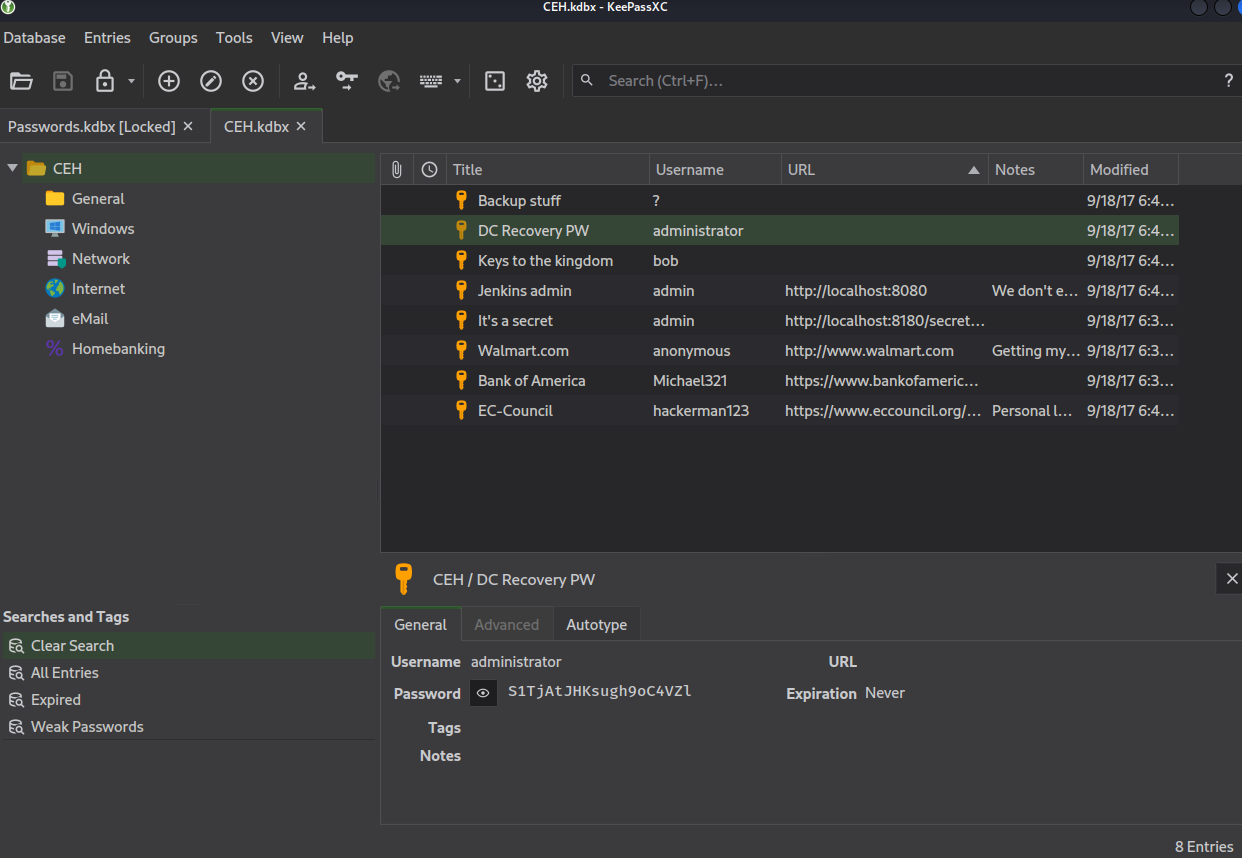 CEH.kdbx - KeePassXC
Database Entries Groups Tools View Help
Search (Ctrl+F)... ?
Passwords.kdbx [Locked] CEH.kdbx
CEH
General
Windows
Network
Internet
eMail
Homebanking
Title Username URL Notes Modified
Backup stuff ? 9/18/17 6:4...
DC Recovery PW administrator 9/18/17 6:4...
Keys to the kingdom bob 9/18/17 6:4...
Jenkins admin admin http://localhost:8080 We don't e... 9/18/17 6:4...
It's a secret admin http://localhost:8180/secret... 9/18/17 6:3...
Walmart.com anonymous http://www.walmart.com Getting my... 9/18/17 6:3...
Bank of America Michael321 https://www.bankofameric... 9/18/17 6:3...
EC-Council hackerman123 https://www.eccouncil.org/... Personal l... 9/18/17 6:4...
Searches and Tags
Clear Search
All Entries
Expired
Weak Passwords
CEH / DC Recovery PW
General Advanced Autotype
Username administrator URL
Password S1TjAtJHKsugh9oC4VZl Expiration Never
Tags
Notes
8 Entries